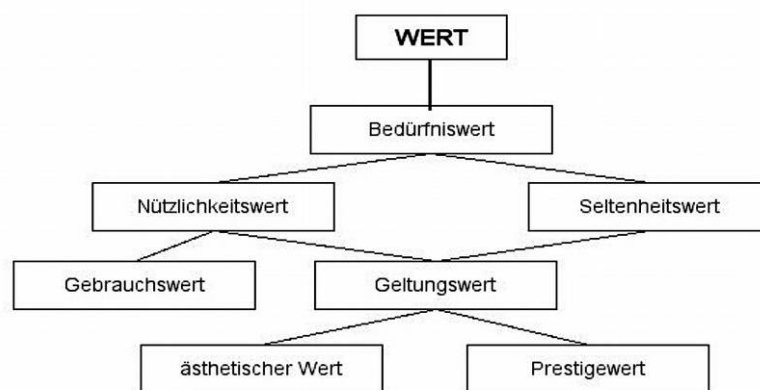 WERT
Bedürfniswert
Nützlichkeitswert
Seltenheitswert
Gebrauchswert
Geltungswert
ästhetischer Wert
Prestigewert